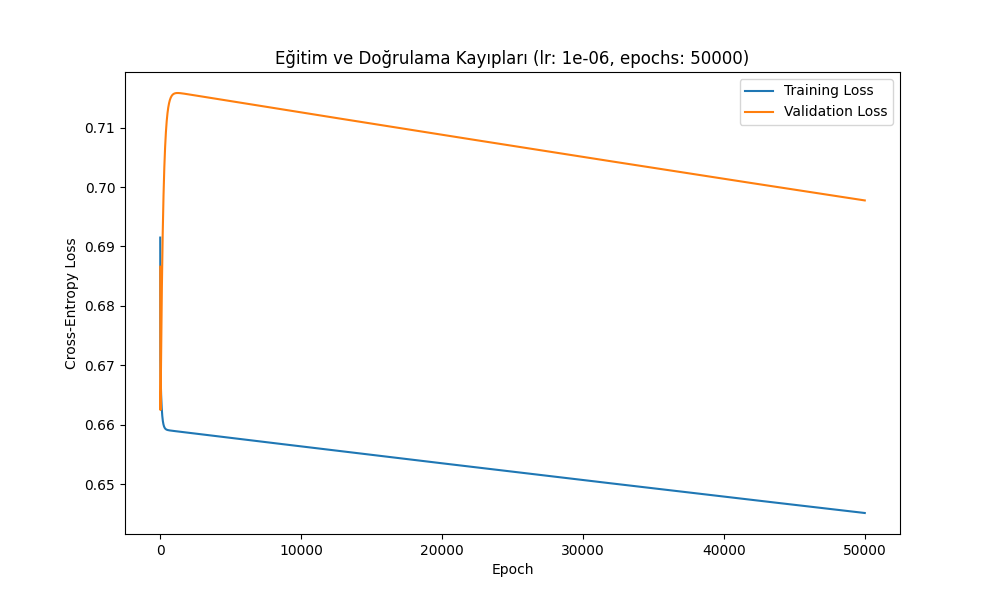 Eğitim ve Doğrulama Kayıpları (lr: 1e-06, epochs: 50000)
Training Loss
Validation Loss
Cross-Entropy Loss
0.71
0.70
0.69
0.68
0.67
0.66
0.65
0
10000
20000
30000
40000
50000
Epoch